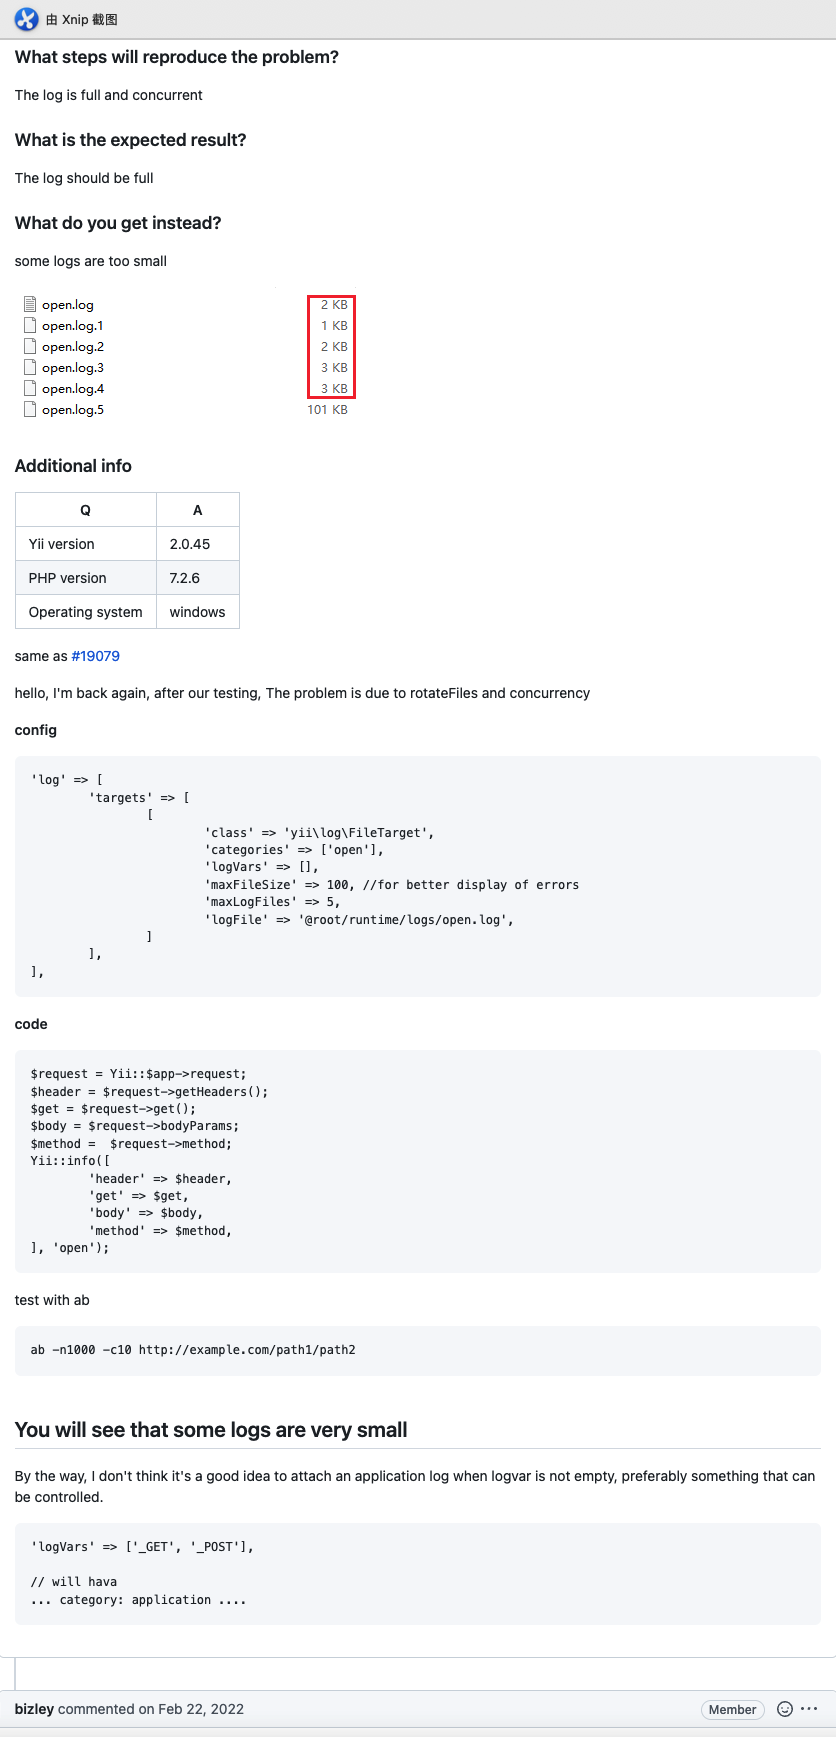 由 Xnip 截图
What steps will reproduce the problem?
The log is full and concurrent
What is the expected result?
The log should be full
What do you get instead?
some logs are too small
open.log 2 KB
open.log.1 1 KB
open.log.2 2 KB
open.log.3 3 KB
open.log.4 3 KB
open.log.5 101 KB
Additional info
Q A
Yii version 2.0.45
PHP version 7.2.6
Operating system windows
same as #19079
hello, I'm back again, after our testing, The problem is due to rotateFiles and concurrency
config
'log' => [
        'targets' => [
                [
                        'class' => 'yii\log\FileTarget',
                        'categories' => ['open'],
                        'logVars' => [],
                        'maxFileSize' => 100, //for better display of errors
                        'maxLogFiles' => 5,
                        'logFile' => '@root/runtime/logs/open.log',
                ]
        ],
],
code
$request = Yii::$app->request;
$header = $request->getHeaders();
$get = $request->get();
$body = $request->bodyParams;
$method =  $request->method;
Yii::info([
        'header' => $header,
        'get' => $get,
        'body' => $body,
        'method' => $method,
], 'open');
test with ab
ab -n1000 -c10 http://example.com/path1/path2
You will see that some logs are very small
By the way, I don't think it's a good idea to attach an application log when logvar is not empty, preferably something that can
be controlled.
'logVars' => ['_GET', '_POST'],
// will hava
... category: application ....
bizley commented on Feb 22, 2022 Member